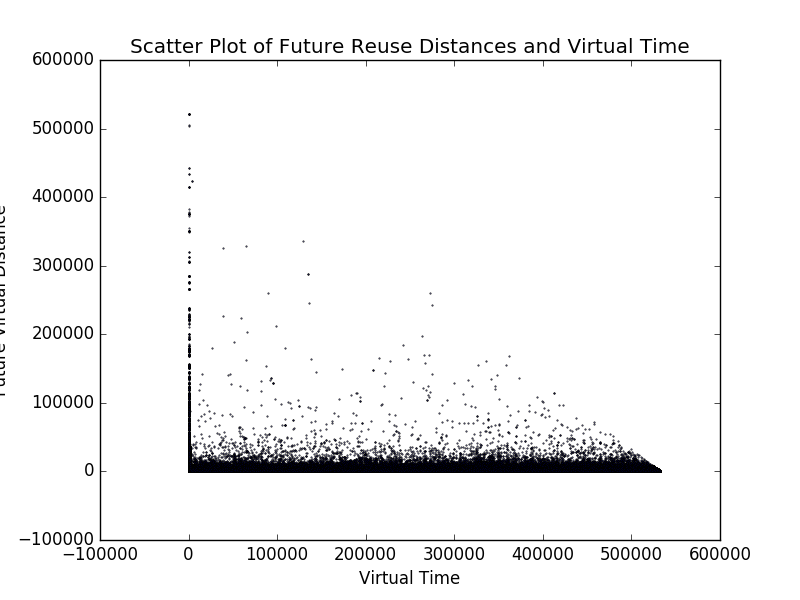 Scatter Plot of Future Reuse Distances and Virtual Time
600000
500000
400000
300000
200000
100000
0
−100000
Future Virtual Distance
−100000 0 100000 200000 300000 400000 500000 600000
Virtual Time